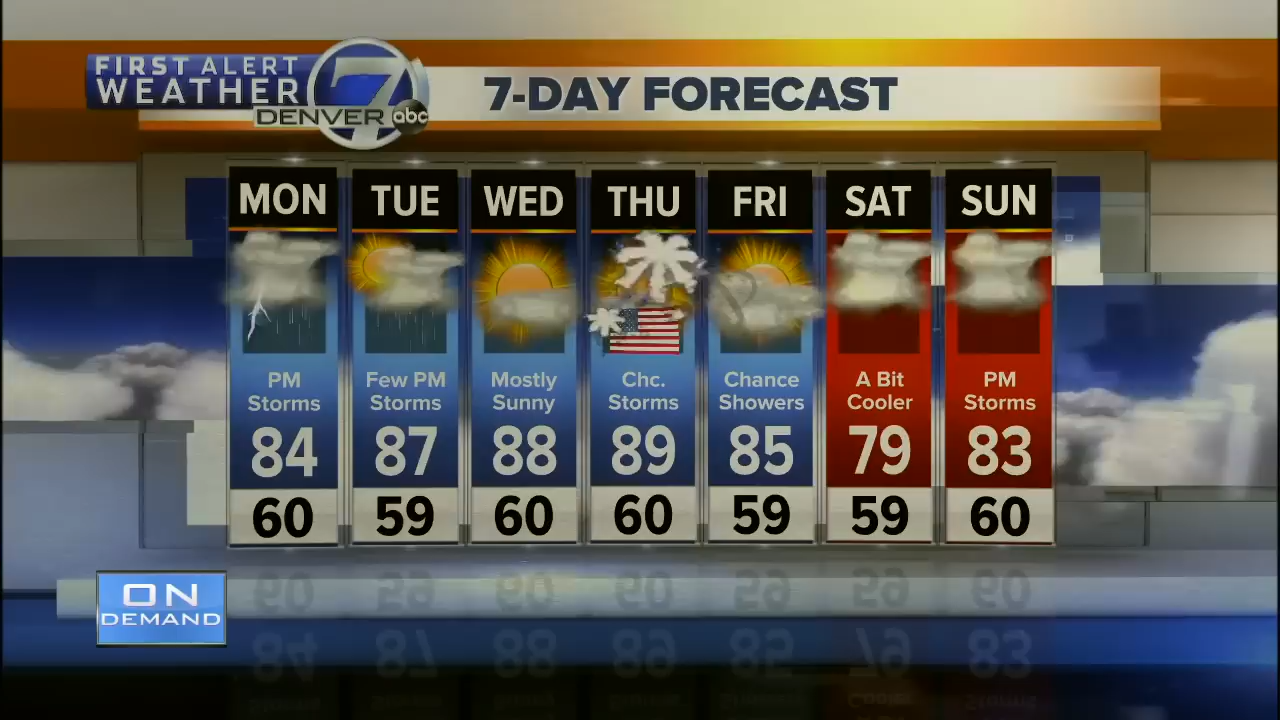 FIRST ALERT
WEATHER
DENVER
7
abc
7-DAY FORECAST
MON TUE WED THU FRI SAT SUN
PM Storms
Few PM Storms
Mostly Sunny
Chc. Storms
Chance Showers
A Bit Cooler
PM Storms
84 87 88 89 85 79 83
60 59 60 60 59 59 60
ON
DEMAND